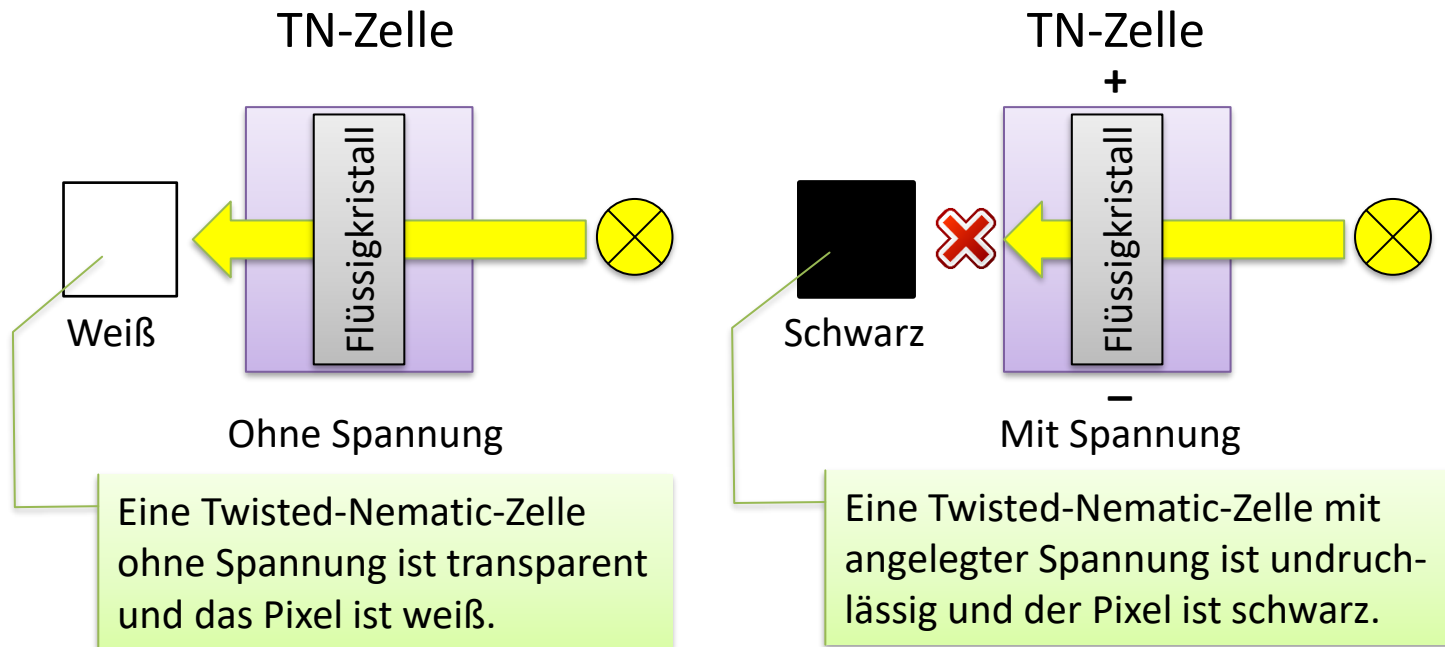 TN-Zelle
Flüssigkristall
Weiß
Ohne Spannung
Eine Twisted-Nematic-Zelle
ohne Spannung ist transparent
und das Pixel ist weiß.
TN-Zelle
+
Flüssigkristall
Schwarz
–
Mit Spannung
Eine Twisted-Nematic-Zelle mit
angelegter Spannung ist undruch-
lässig und der Pixel ist schwarz.